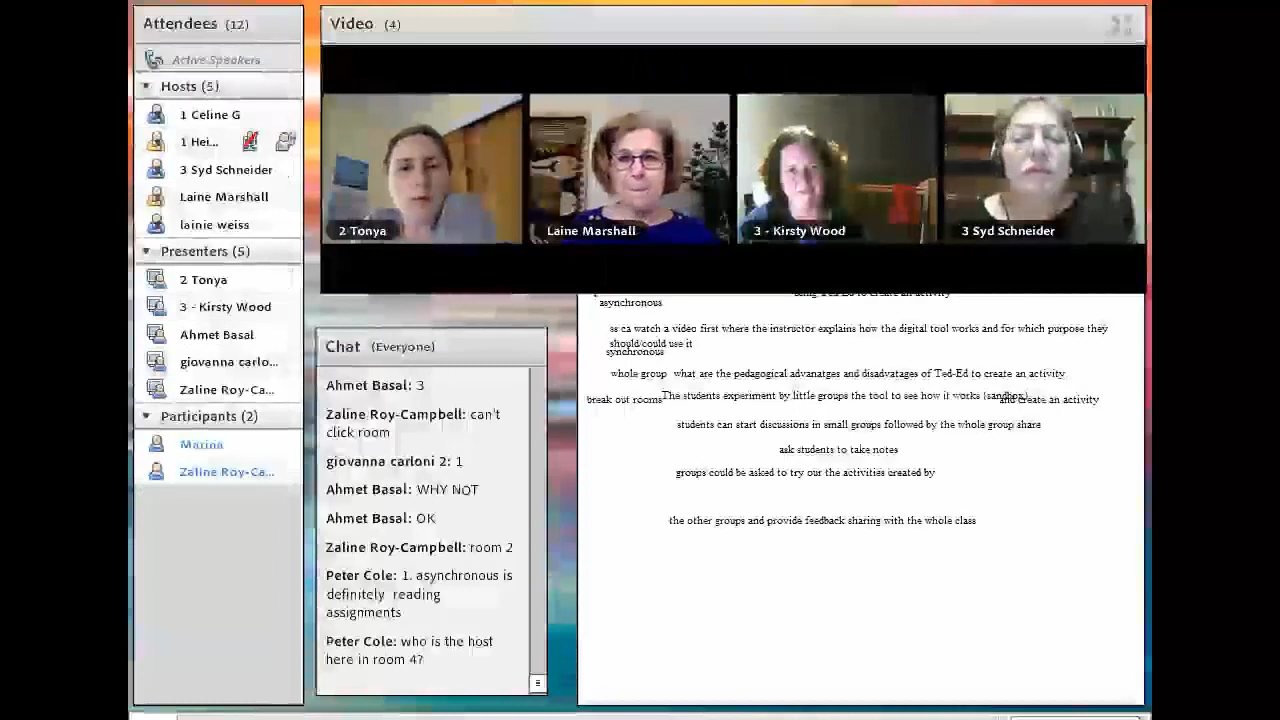 Attendees (12)
Active Speakers
Hosts (5)
1 Celine G
1 Hei...
3 Syd Schneider
Laine Marshall
lainie weiss
Presenters (5)
2 Tonya
3 - Kirsty Wood
Ahmet Basal
giovanna carlo...
Zaline Roy-Ca...
Participants (2)
Marina
Zaline Roy-Ca...
Video (4)
2 Tonya
Laine Marshall
3 - Kirsty Wood
3 Syd Schneider
Chat (Everyone)
Ahmet Basal: 3
Zaline Roy-Campbell: can't
click room
giovanna carloni 2: 1
Ahmet Basal: WHY NOT
Ahmet Basal: OK
Zaline Roy-Campbell: room 2
Peter Cole: 1. asynchronous is
definitely reading
assignments
Peter Cole: who is the host
here in room 4?
using Ted-Ed to create an activity
asynchronous
ss ca watch a video first where the instructor explains how the digital tool works and for which purpose they
should/could use it
synchronous
whole group what are the pedagogical advanatges and disadvatages of Ted-Ed to create an activity
break out rooms The students experiment by little groups the tool to see how it works (sandbox) and create an activity
students can start discussions in small groups followed by the whole group share
ask students to take notes
groups could be asked to try our the activities created by
the other groups and provide feedback sharing with the whole class